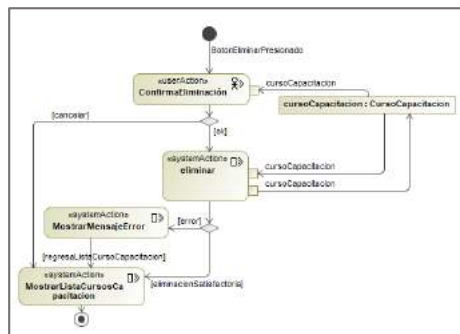 BotonEliminarPresionado
«userAction»
ConfirmaEliminación
cursoCapacitacion
cursoCapacitacion : CursoCapacitacion
[cancelar]
[ok]
«systemAction»
eliminar
cursoCapacitacion
cursoCapacitacion
«systemAction»
MostrarMensajeError
[error]
[regresaListaCursoCapacitacion]
[eliminacionSatisfactoria]
«systemAction»
MostrarListaCursosCa
pacitacion